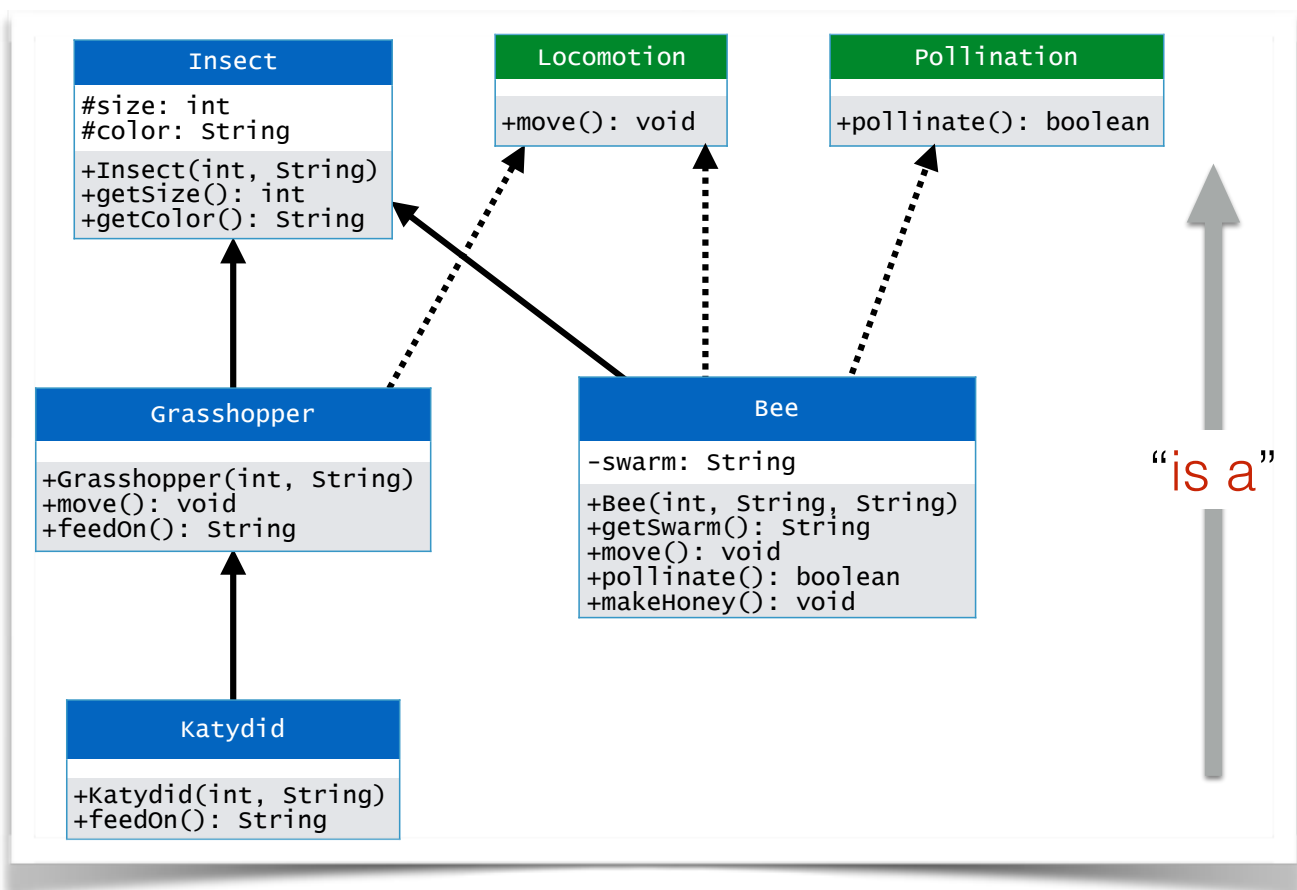 Insect
#size: int
#color: String
+Insect(int, String)
+getSize(): int
+getColor(): String
Locomotion
+move(): void
Pollination
+pollinate(): boolean
Grasshopper
+Grasshopper(int, String)
+move(): void
+feedOn(): String
Bee
-swarm: String
+Bee(int, String, String)
+getSwarm(): String
+move(): void
+pollinate(): boolean
+makeHoney(): void
“is a”
Katydid
+Katydid(int, String)
+feedOn(): String